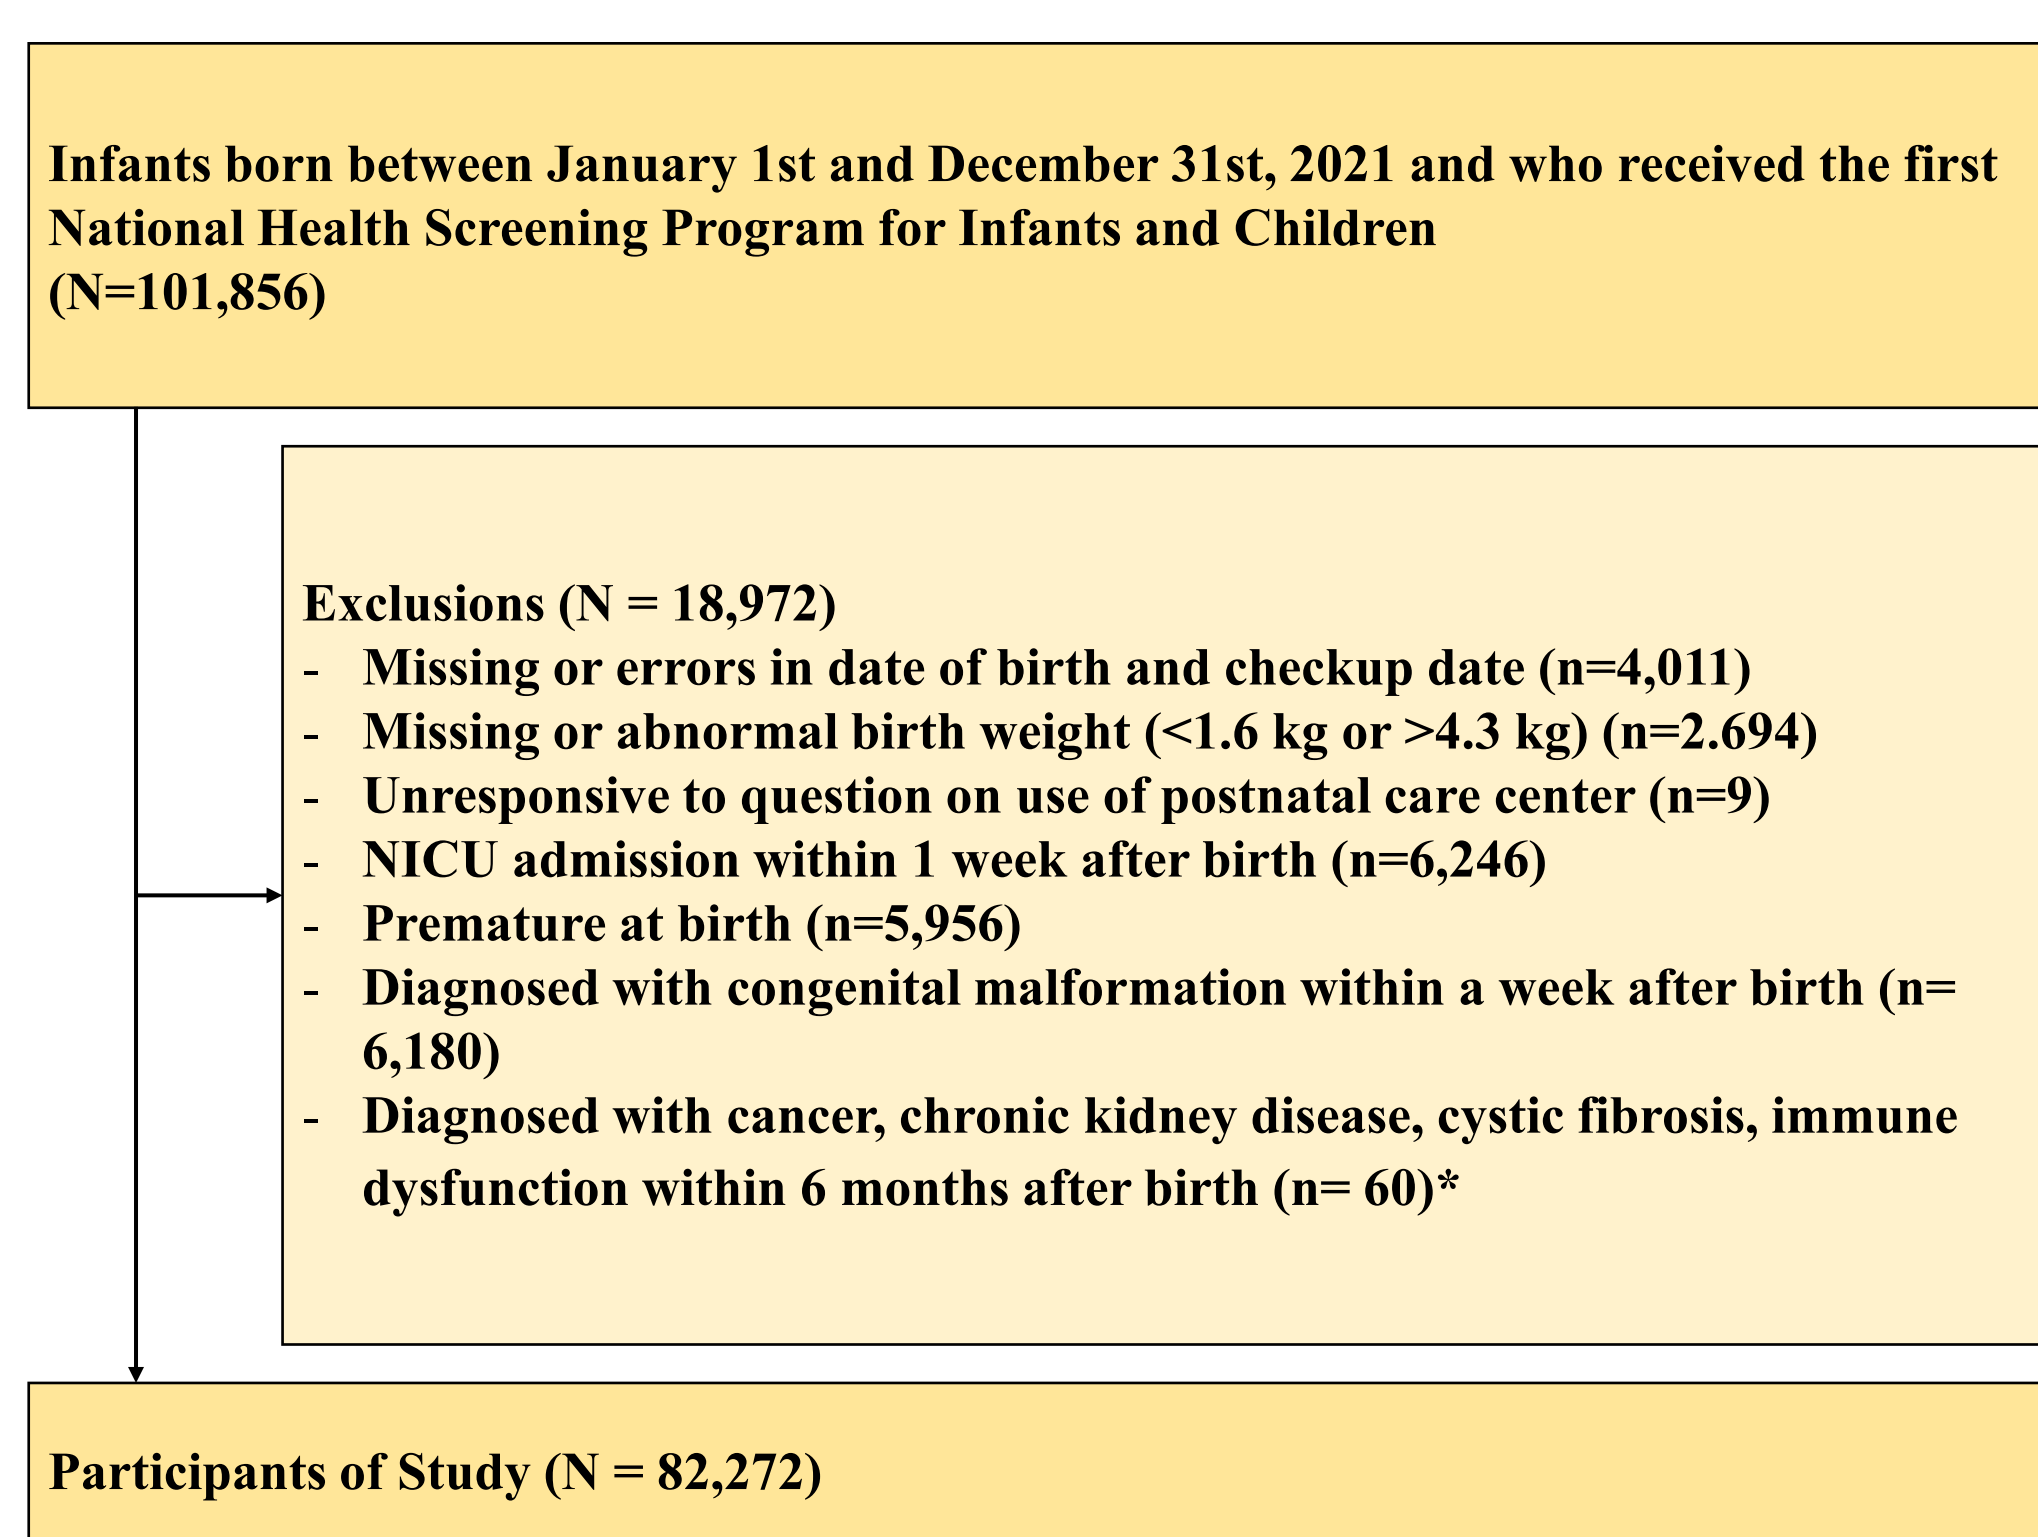 Infants born between January 1st and December 31st, 2021 and who received the first
National Health Screening Program for Infants and Children
(N=101,856)
Exclusions (N = 18,972)
- Missing or errors in date of birth and checkup date (n=4,011)
- Missing or abnormal birth weight (<1.6 kg or >4.3 kg) (n=2.694)
- Unresponsive to question on use of postnatal care center (n=9)
- NICU admission within 1 week after birth (n=6,246)
- Premature at birth (n=5,956)
- Diagnosed with congenital malformation within a week after birth (n=
6,180)
- Diagnosed with cancer, chronic kidney disease, cystic fibrosis, immune
dysfunction within 6 months after birth (n= 60)*
Participants of Study (N = 82,272)